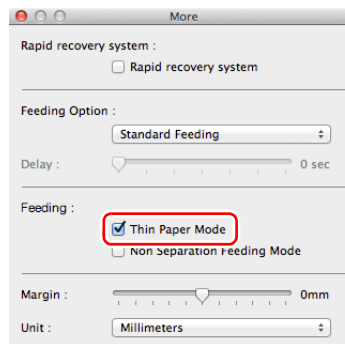 More
Rapid recovery system :
Rapid recovery system
Feeding Option :
Standard Feeding
Delay :
0 sec
Feeding :
Thin Paper Mode
Non Separation Feeding Mode
Margin :
0mm
Unit :
Millimeters